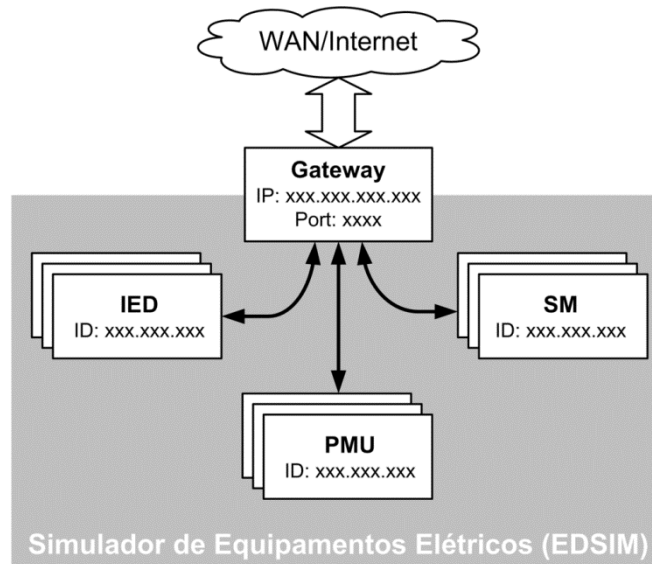 WAN/Internet
Gateway
IP: xxx.xxx.xxx.xxx
Port: xxxx
IED
ID: xxx.xxx.xxx
SM
ID: xxx.xxx.xxx
PMU
ID: xxx.xxx.xxx
Simulador de Equipamentos Elétricos (EDSIM)